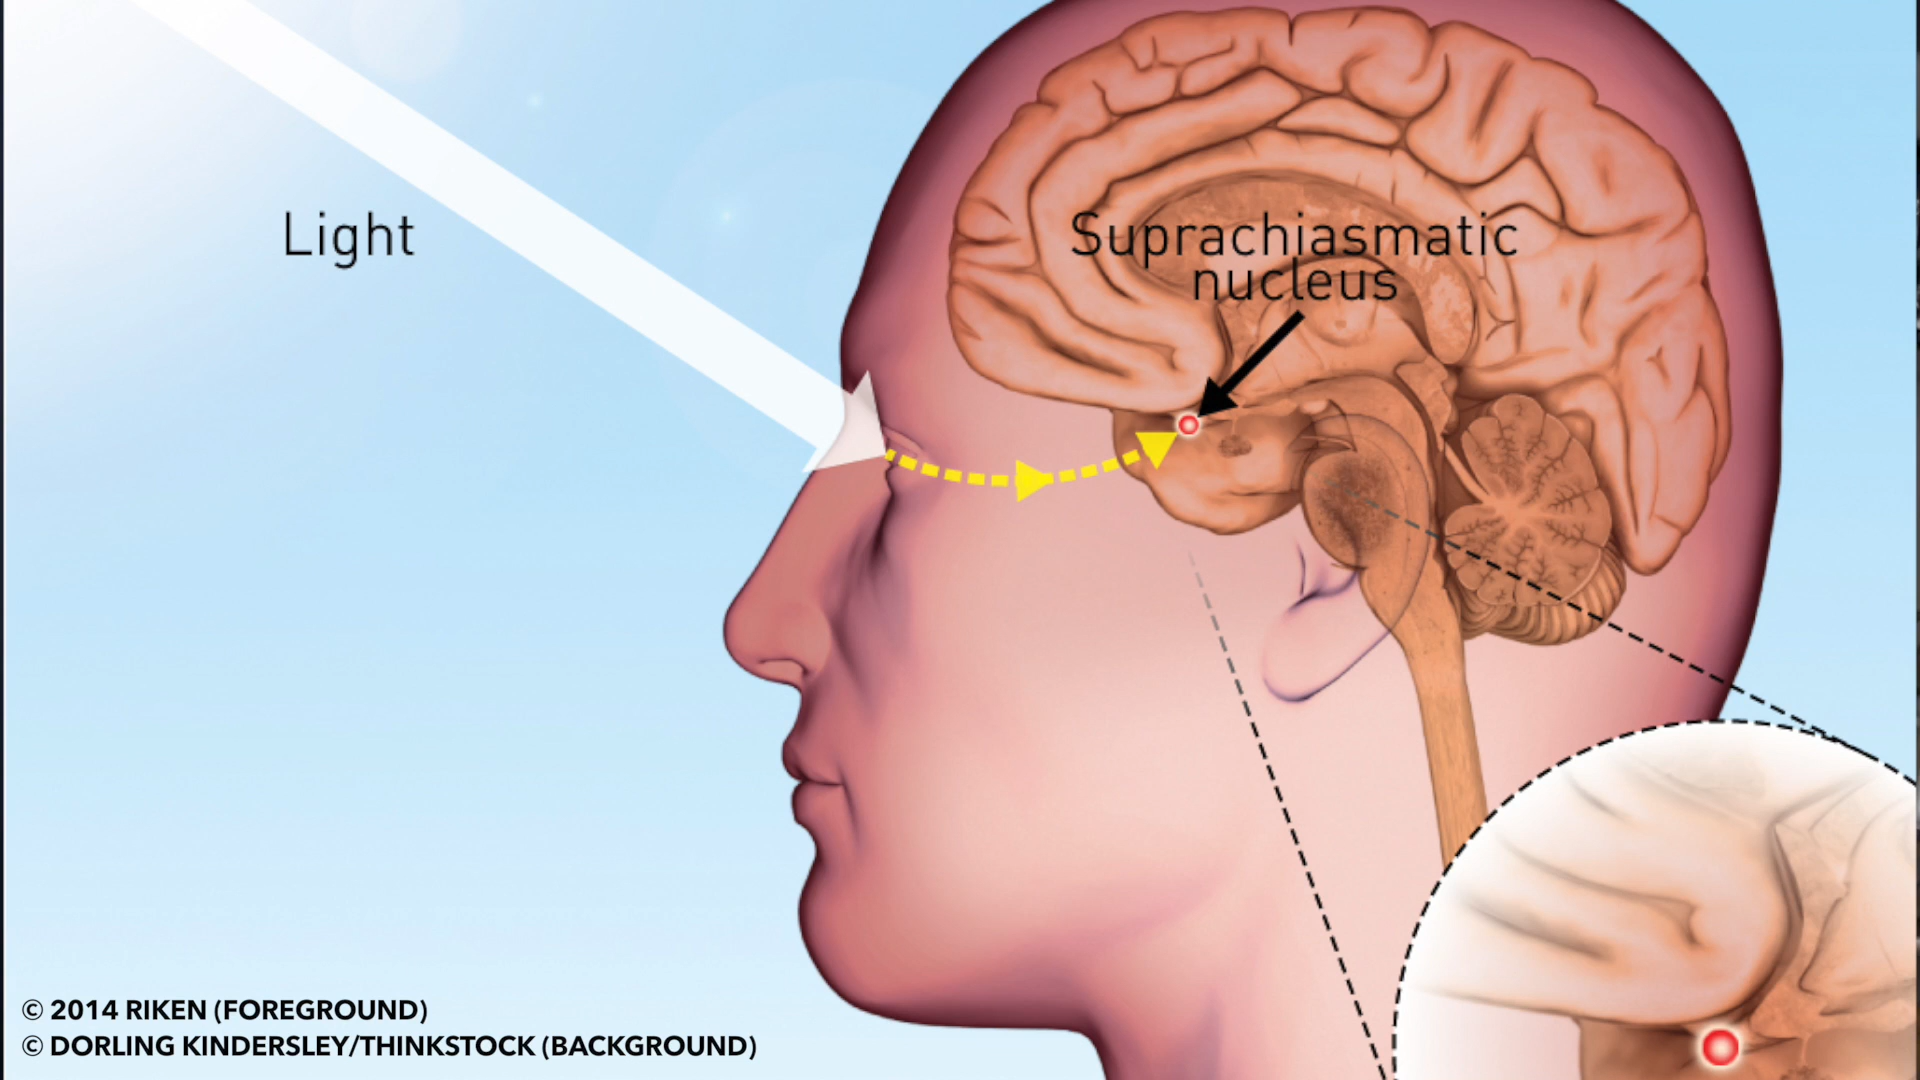 Light
Suprachiasmatic
nucleus
© 2014 RIKEN (FOREGROUND)
© DORLING KINDERSLEY/THINKSTOCK (BACKGROUND)